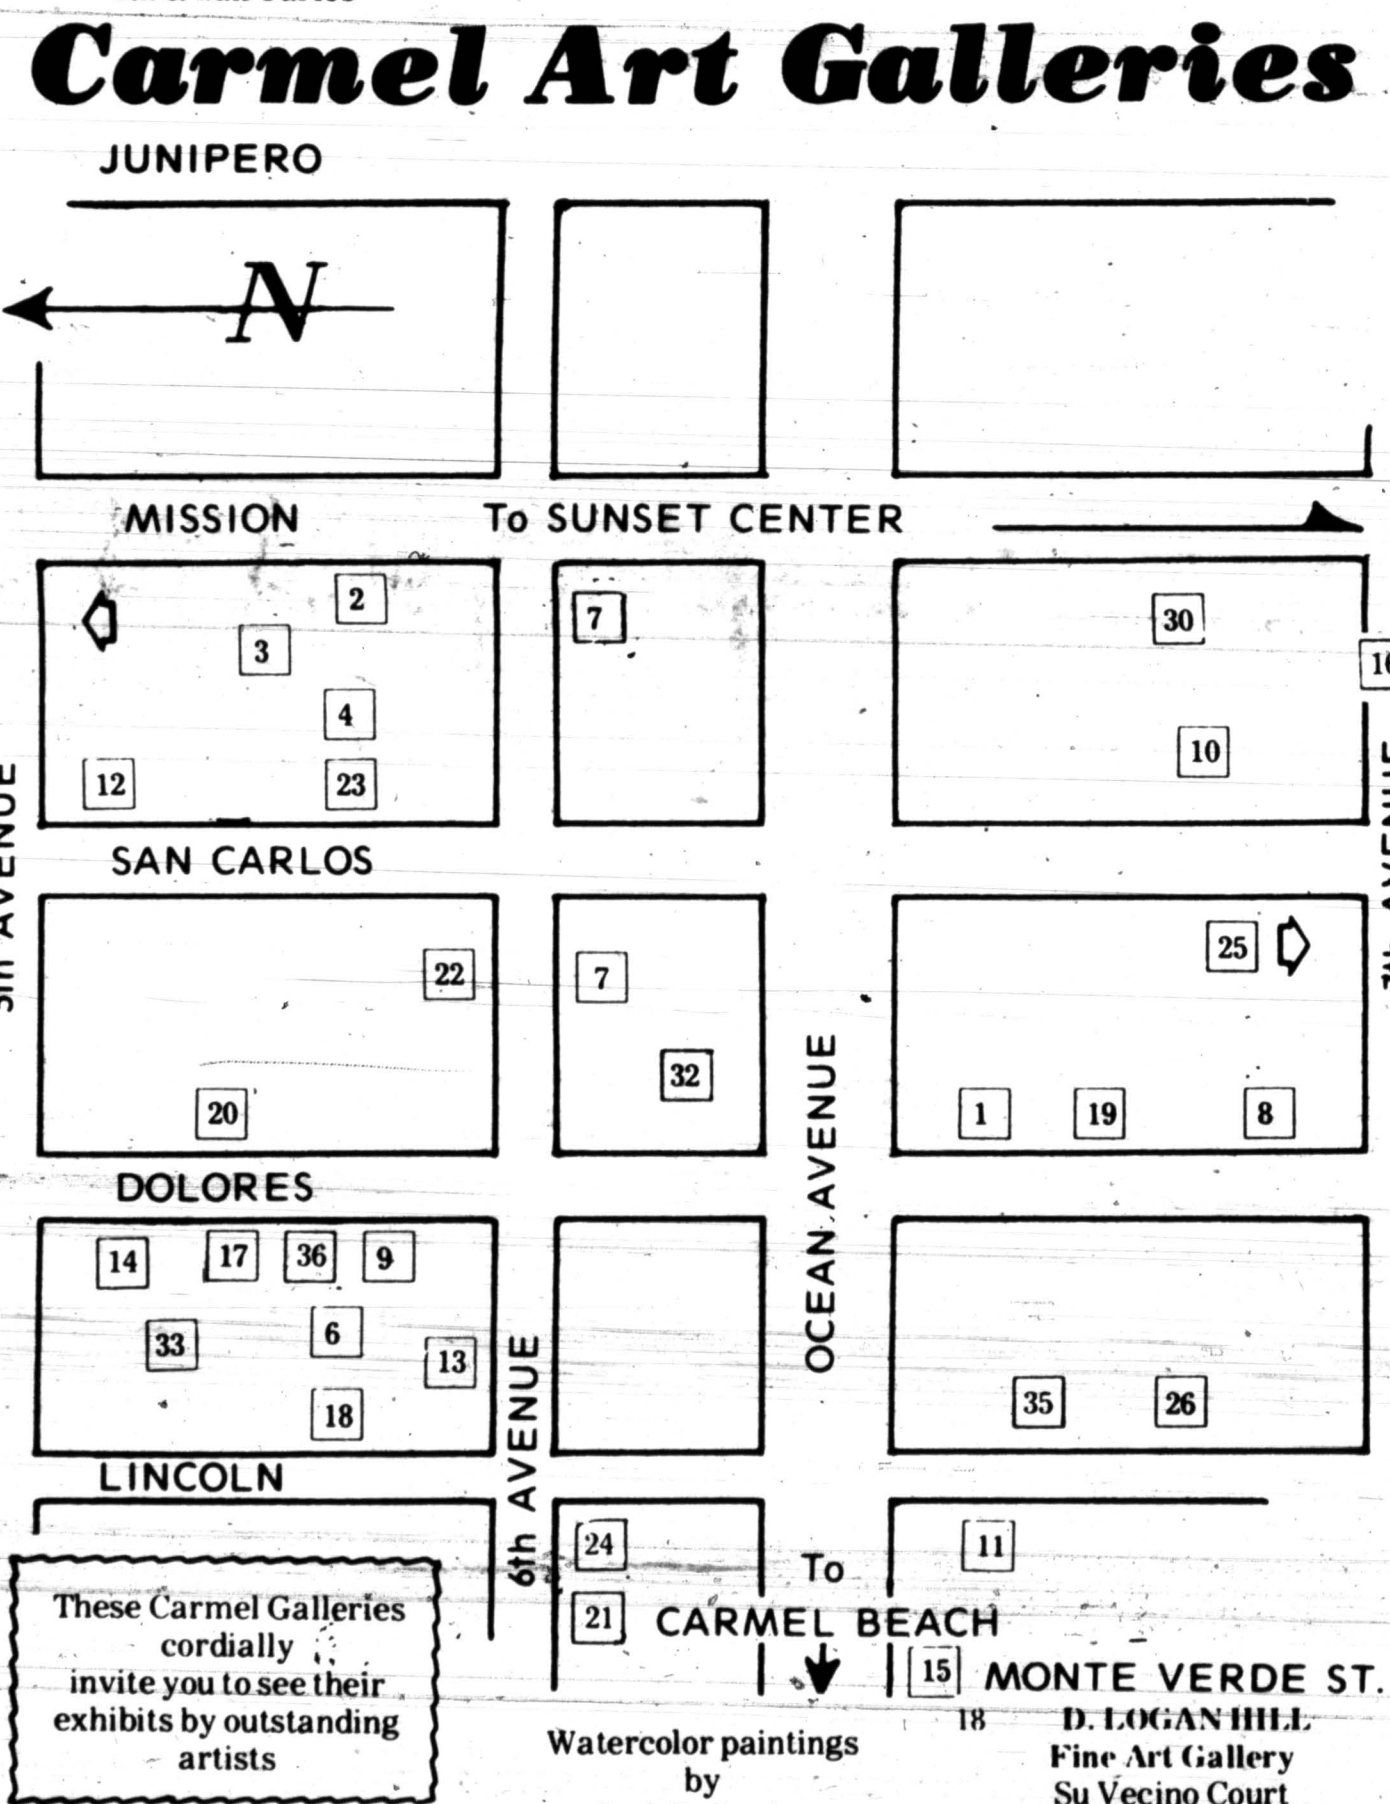 Carmel Art Galleries
JUNIPERO
N
MISSION To SUNSET CENTER
2
7
30
3
4
10
12
23
5th AVENUE
SAN CARLOS
22
7
25
32
20
1
19
8
OCEAN AVENUE
DOLORES
14
17
36
9
33
6
13
18
35
26
6th AVENUE
LINCOLN
24
11
To
21
CARMEL BEACH
15
MONTE VERDE ST.
These Carmel Galleries
cordially
invite you to see their
exhibits by outstanding
artists
Watercolor paintings
by
18 D. LOGAN HILL
Fine Art Gallery
Su Vecino Court